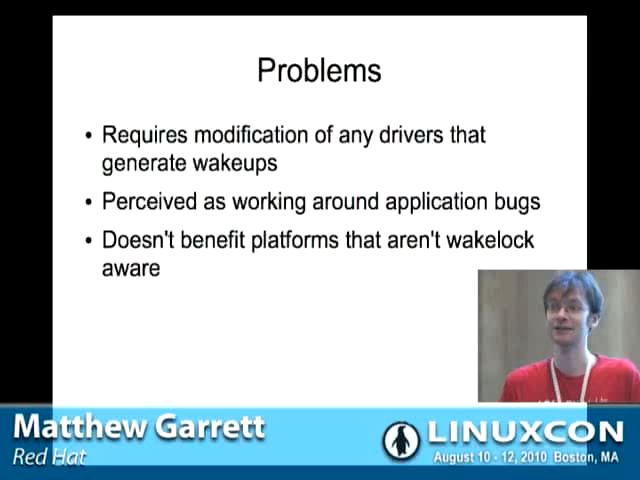 Problems
• Requires modification of any drivers that
generate wakeups
• Perceived as working around application bugs
• Doesn't benefit platforms that aren't wakelock
aware
Matthew Garrett
Red Hat
LINUXCON
August 10 - 12, 2010 Boston, MA